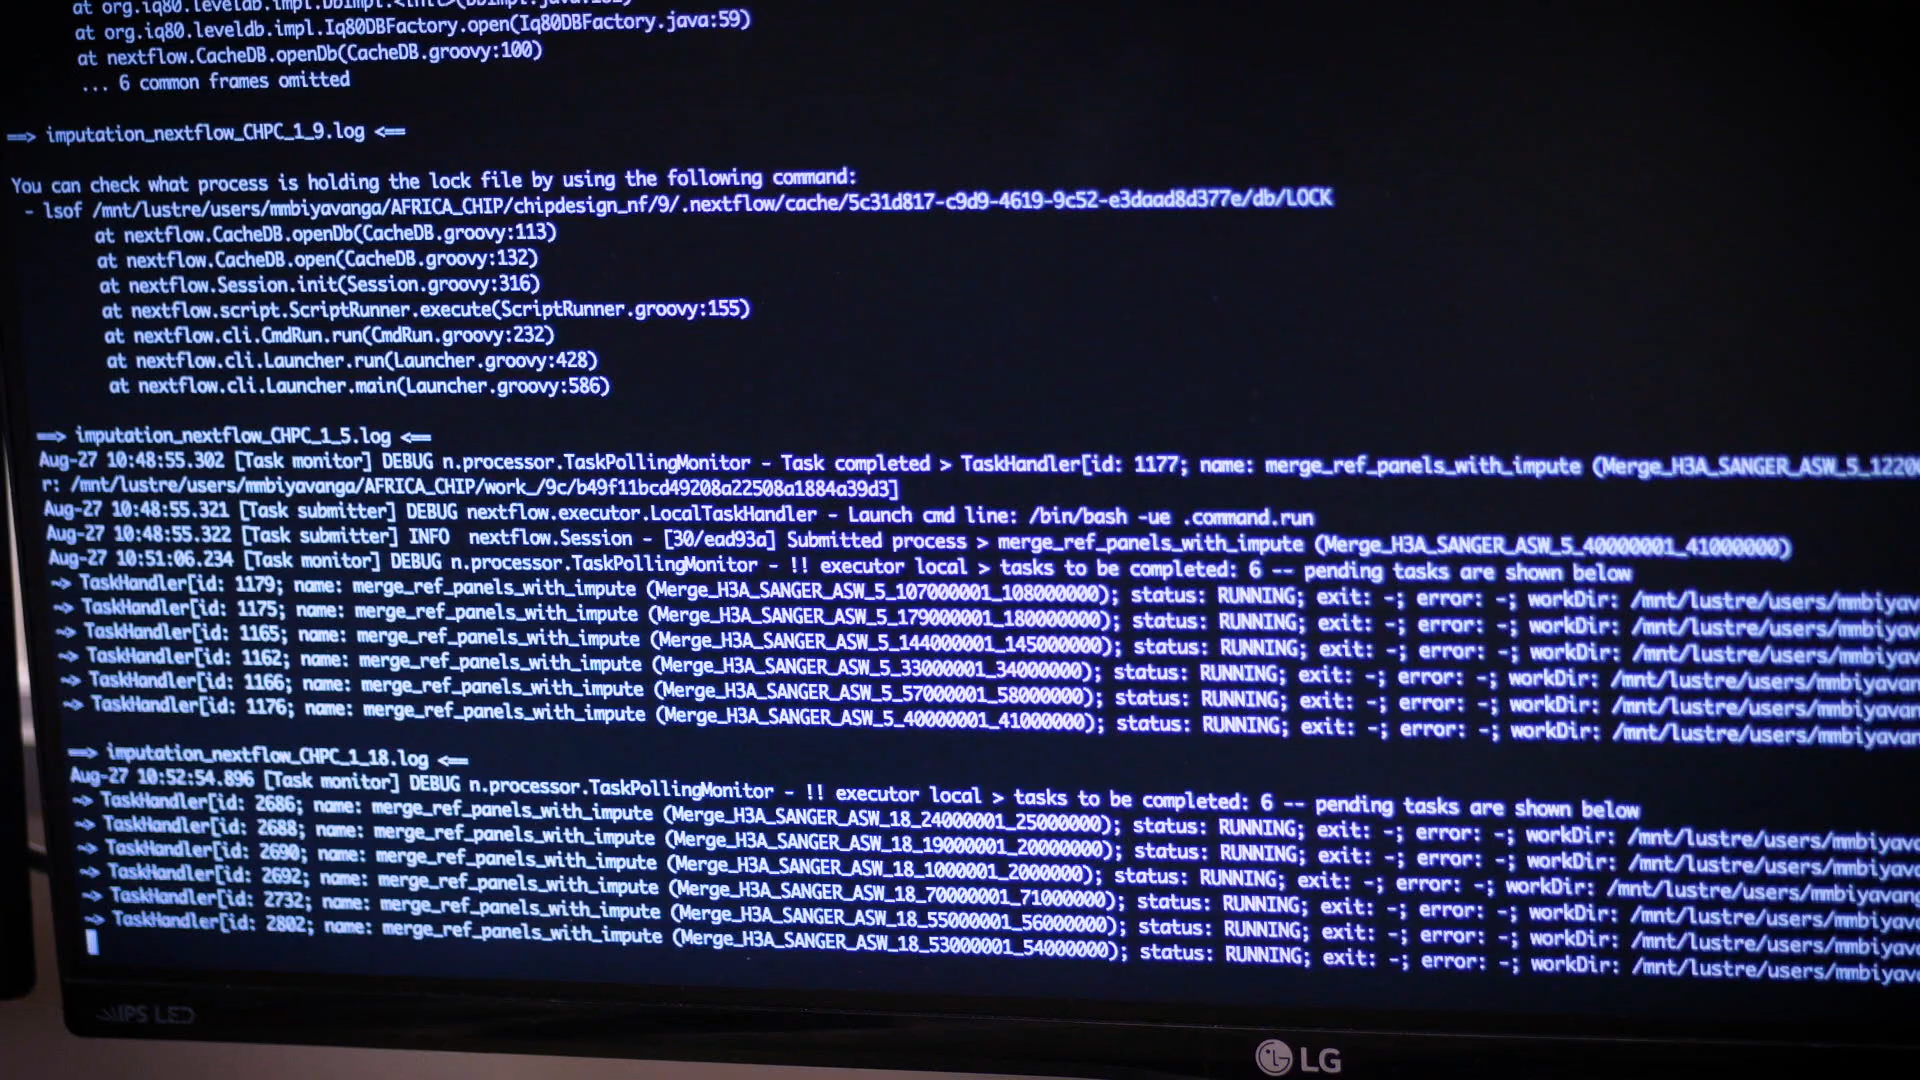 at org.iq80.leveldb.impl.DbImpl.<init>(DbImpl.java:
at org.iq80.leveldb.impl.Iq80DBFactory.open(Iq80DBFactory.java:59)
at nextflow.CacheDB.openDb(CacheDB.groovy:100)
... 6 common frames omitted
==> imputation_nextflow_CHPC_1_9.log <==
You can check what process is holding the lock file by using the following command:
- lsof /mnt/lustre/users/mmbiyavanga/AFRICA_CHIP/chipdesign_nf/9/.nextflow/cache/5c31d817-c9d9-4619-9c52-e3daad8d377e/db/LOCK
at nextflow.CacheDB.openDb(CacheDB.groovy:113)
at nextflow.CacheDB.open(CacheDB.groovy:132)
at nextflow.Session.init(Session.groovy:316)
at nextflow.script.ScriptRunner.execute(ScriptRunner.groovy:155)
at nextflow.cli.CmdRun.run(CmdRun.groovy:232)
at nextflow.cli.Launcher.run(Launcher.groovy:428)
at nextflow.cli.Launcher.main(Launcher.groovy:586)
==> imputation_nextflow_CHPC_1_5.log <==
Aug-27 10:48:55.302 [Task monitor] DEBUG n.processor.TaskPollingMonitor - Task completed > TaskHandler[id: 1177; name: merge_ref_panels_with_impute (Merge_H3A_SANGER_ASW_5_12200
r: /mnt/lustre/users/mmbiyavanga/AFRICA_CHIP/work_/9c/b49f11bcd49208a22508a1884a39d3]
Aug-27 10:48:55.321 [Task submitter] DEBUG nextflow.executor.LocalTaskHandler - Launch cmd line: /bin/bash -ue .command.run
Aug-27 10:48:55.322 [Task submitter] INFO  nextflow.Session - [30/ead93a] Submitted process > merge_ref_panels_with_impute (Merge_H3A_SANGER_ASW_5_40000001_41000000)
Aug-27 10:51:06.234 [Task monitor] DEBUG n.processor.TaskPollingMonitor - !! executor local > tasks to be completed: 6 -- pending tasks are shown below
~> TaskHandler[id: 1179; name: merge_ref_panels_with_impute (Merge_H3A_SANGER_ASW_5_107000001_108000000); status: RUNNING; exit: -; error: -; workDir: /mnt/lustre/users/mmbiyav
~> TaskHandler[id: 1175; name: merge_ref_panels_with_impute (Merge_H3A_SANGER_ASW_5_179000001_180000000); status: RUNNING; exit: -; error: -; workDir: /mnt/lustre/users/mmbiyav
~> TaskHandler[id: 1165; name: merge_ref_panels_with_impute (Merge_H3A_SANGER_ASW_5_144000001_145000000); status: RUNNING; exit: -; error: -; workDir: /mnt/lustre/users/mmbiyav
~> TaskHandler[id: 1162; name: merge_ref_panels_with_impute (Merge_H3A_SANGER_ASW_5_33000001_34000000); status: RUNNING; exit: -; error: -; workDir: /mnt/lustre/users/mmbiyavan
~> TaskHandler[id: 1166; name: merge_ref_panels_with_impute (Merge_H3A_SANGER_ASW_5_57000001_58000000); status: RUNNING; exit: -; error: -; workDir: /mnt/lustre/users/mmbiyavan
~> TaskHandler[id: 1176; name: merge_ref_panels_with_impute (Merge_H3A_SANGER_ASW_5_40000001_41000000); status: RUNNING; exit: -; error: -; workDir: /mnt/lustre/users/mmbiyavan
==> imputation_nextflow_CHPC_1_18.log <==
Aug-27 10:52:54.896 [Task monitor] DEBUG n.processor.TaskPollingMonitor - !! executor local > tasks to be completed: 6 -- pending tasks are shown below
~> TaskHandler[id: 2686; name: merge_ref_panels_with_impute (Merge_H3A_SANGER_ASW_18_24000001_25000000); status: RUNNING; exit: -; error: -; workDir: /mnt/lustre/users/mmbiyava
~> TaskHandler[id: 2688; name: merge_ref_panels_with_impute (Merge_H3A_SANGER_ASW_18_19000001_20000000); status: RUNNING; exit: -; error: -; workDir: /mnt/lustre/users/mmbiyava
~> TaskHandler[id: 2690; name: merge_ref_panels_with_impute (Merge_H3A_SANGER_ASW_18_1000001_2000000); status: RUNNING; exit: -; error: -; workDir: /mnt/lustre/users/mmbiyavang
~> TaskHandler[id: 2692; name: merge_ref_panels_with_impute (Merge_H3A_SANGER_ASW_18_70000001_71000000); status: RUNNING; exit: -; error: -; workDir: /mnt/lustre/users/mmbiyava
~> TaskHandler[id: 2732; name: merge_ref_panels_with_impute (Merge_H3A_SANGER_ASW_18_55000001_56000000); status: RUNNING; exit: -; error: -; workDir: /mnt/lustre/users/mmbiyava
~> TaskHandler[id: 2802; name: merge_ref_panels_with_impute (Merge_H3A_SANGER_ASW_18_53000001_54000000); status: RUNNING; exit: -; error: -; workDir: /mnt/lustre/users/mmbiyava
IPS LED
LG